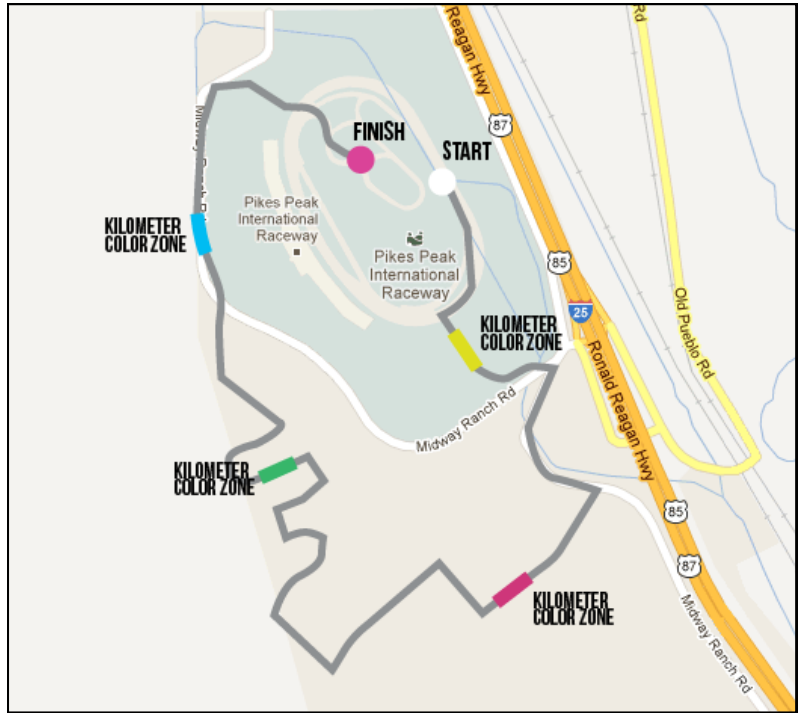 Reagan Hwy
Rd
87
FINISH
START
Midway Ranch Rd
Pikes Peak
International
Raceway
KILOMETER
COLOR ZONE
Pikes Peak
International
Raceway
85
25
Old Pueblo Rd
KILOMETER
COLOR ZONE
Ronald Reagan Hwy
Midway Ranch Rd
KILOMETER
COLOR ZONE
85
87
KILOMETER
COLOR ZONE
Midway Ranch Rd